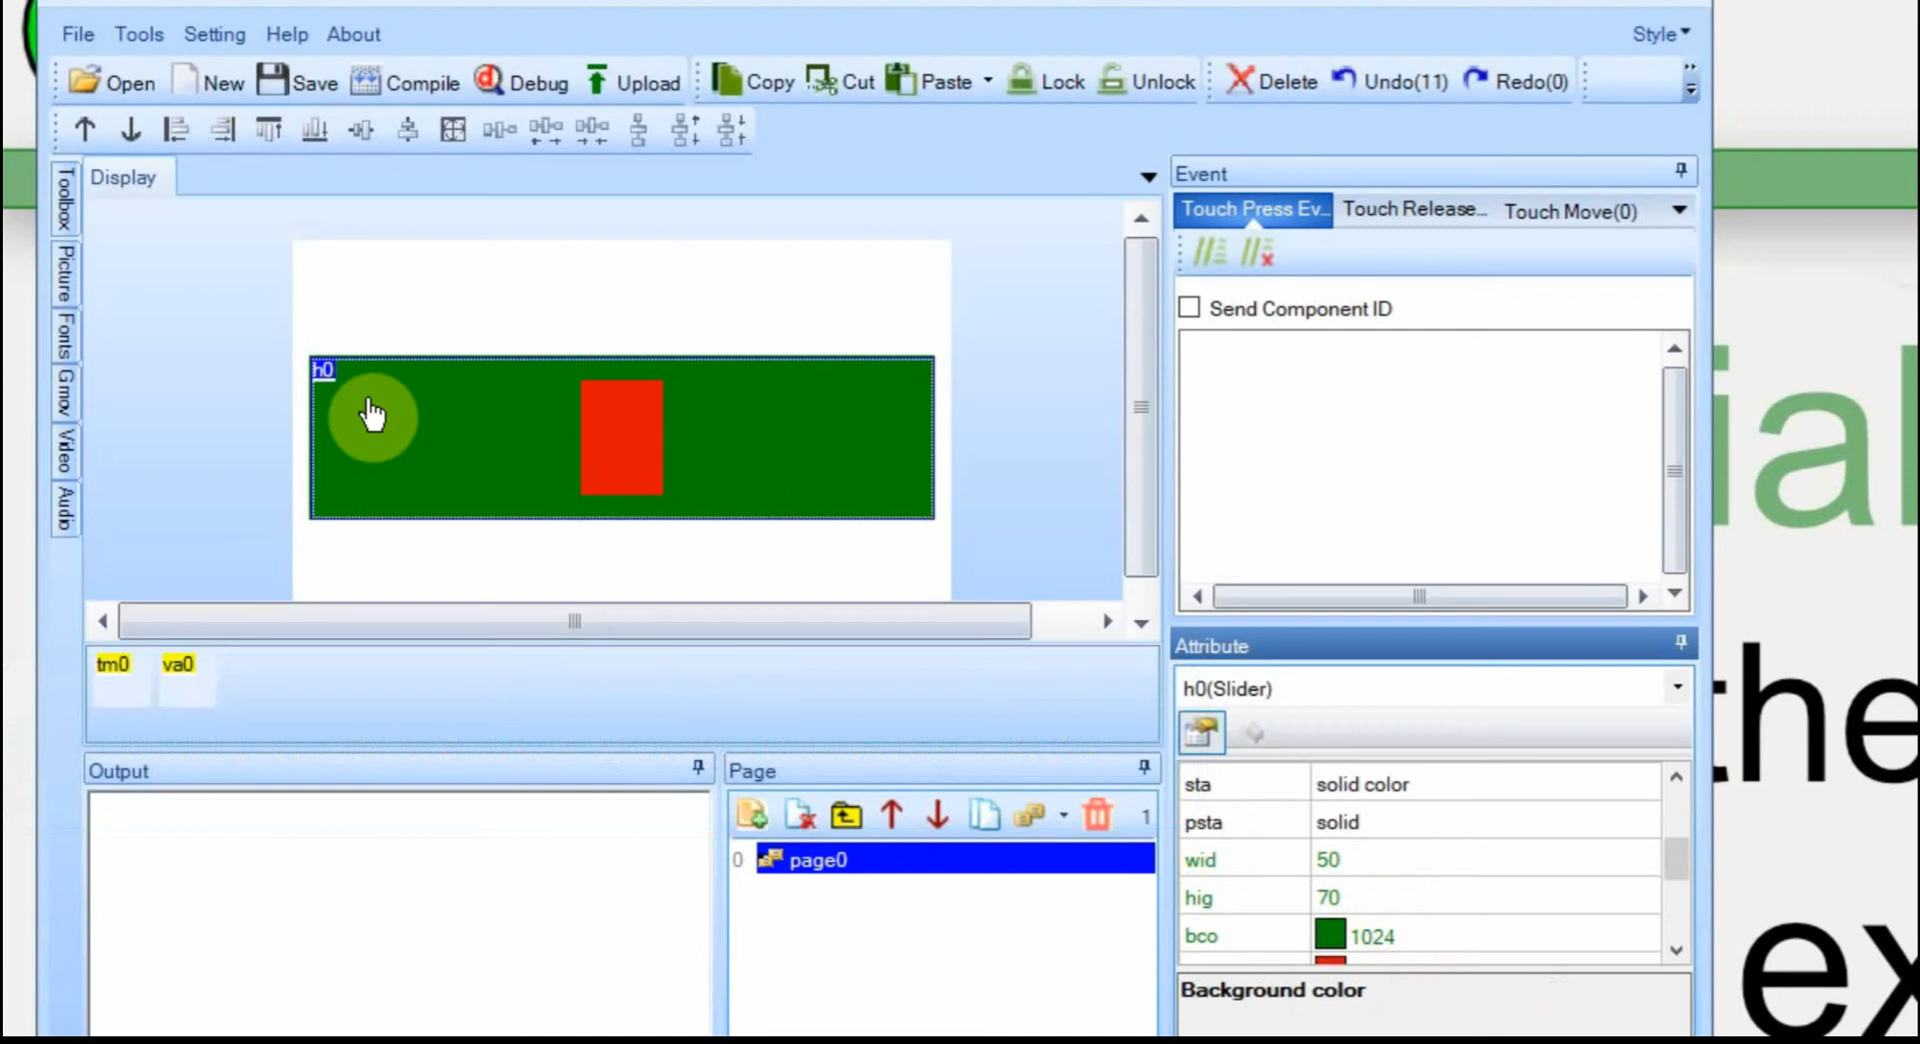 File Tools Setting Help About Style
Open New Save Compile Debug Upload Copy Cut Paste Lock Unlock Delete Undo(11) Redo(0)
Display
Toolbox
Picture
Fonts
Gmov
Video
Audio
h0
Event
Touch Press Ev... Touch Release... Touch Move(0)
Send Component ID
tm0 va0
Attribute
h0(Slider)
sta solid color
psta solid
wid 50
hig 70
bco 1024
Background color
Output
Page
1
0 page0
ial
the
ex